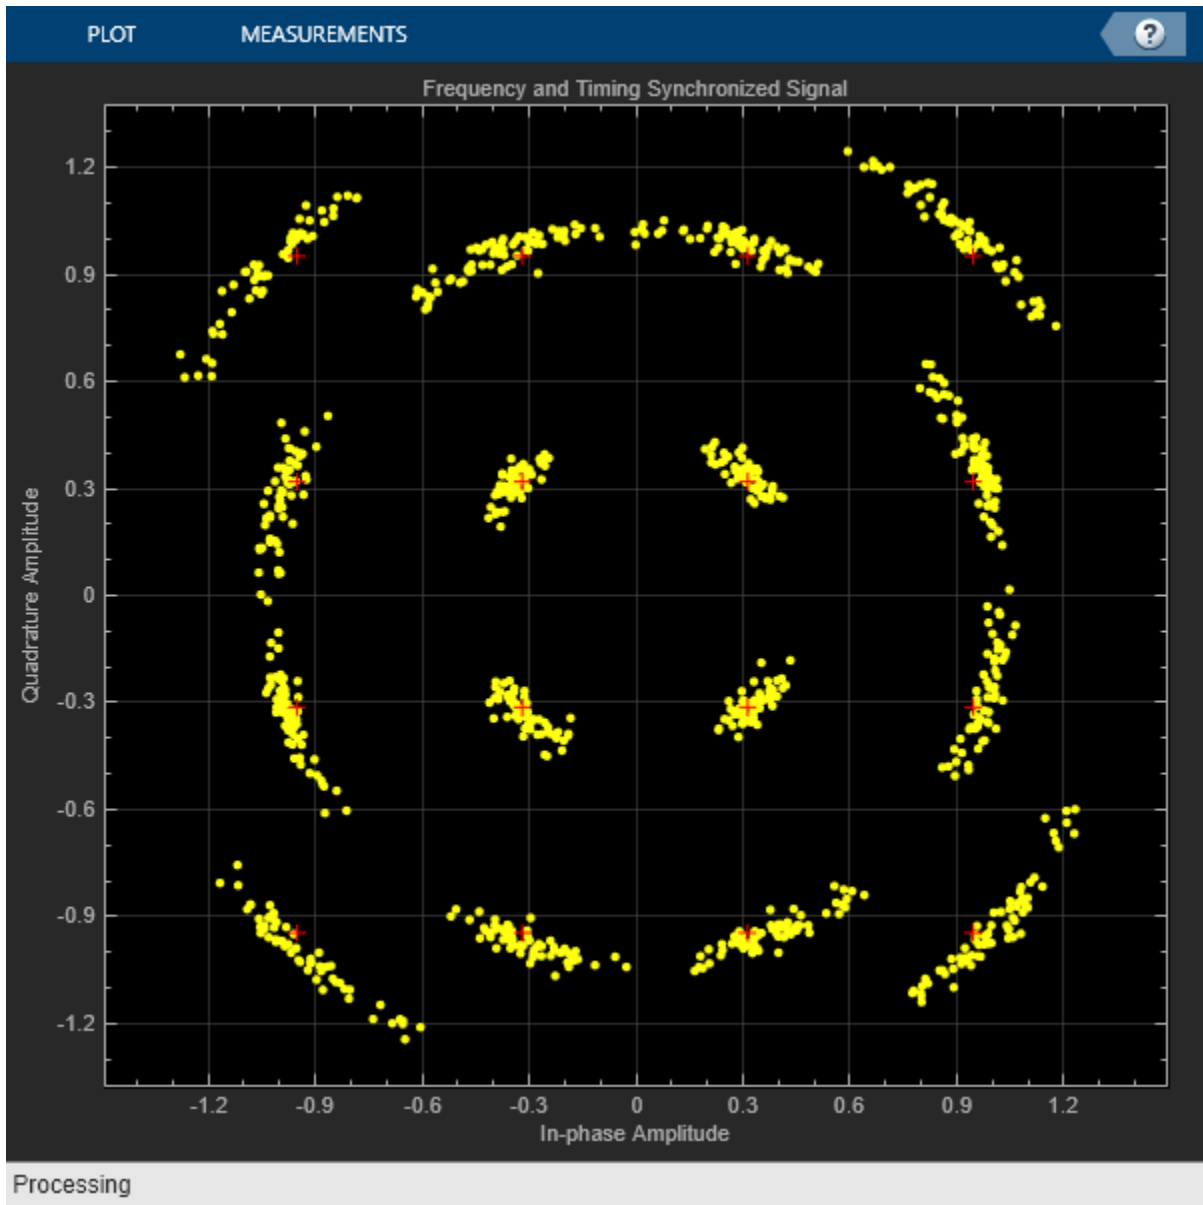 PLOT MEASUREMENTS ?
Frequency and Timing Synchronized Signal
1.2
0.9
0.6
0.3
0
-0.3
-0.6
-0.9
-1.2
Quadrature Amplitude
-1.2 -0.9 -0.6 -0.3 0 0.3 0.6 0.9 1.2
In-phase Amplitude
Processing